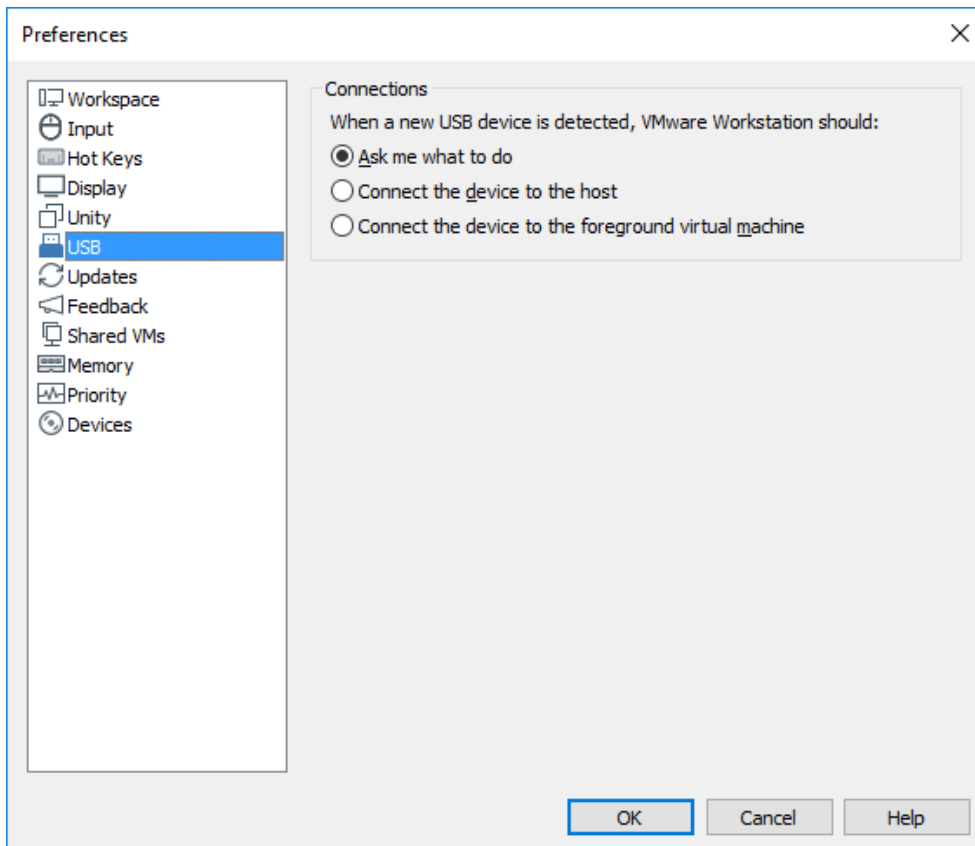 Preferences
Workspace
Input
Hot Keys
Display
Unity
USB
Updates
Feedback
Shared VMs
Memory
Priority
Devices
Connections
When a new USB device is detected, VMware Workstation should:
Ask me what to do
Connect the device to the host
Connect the device to the foreground virtual machine
OK
Cancel
Help